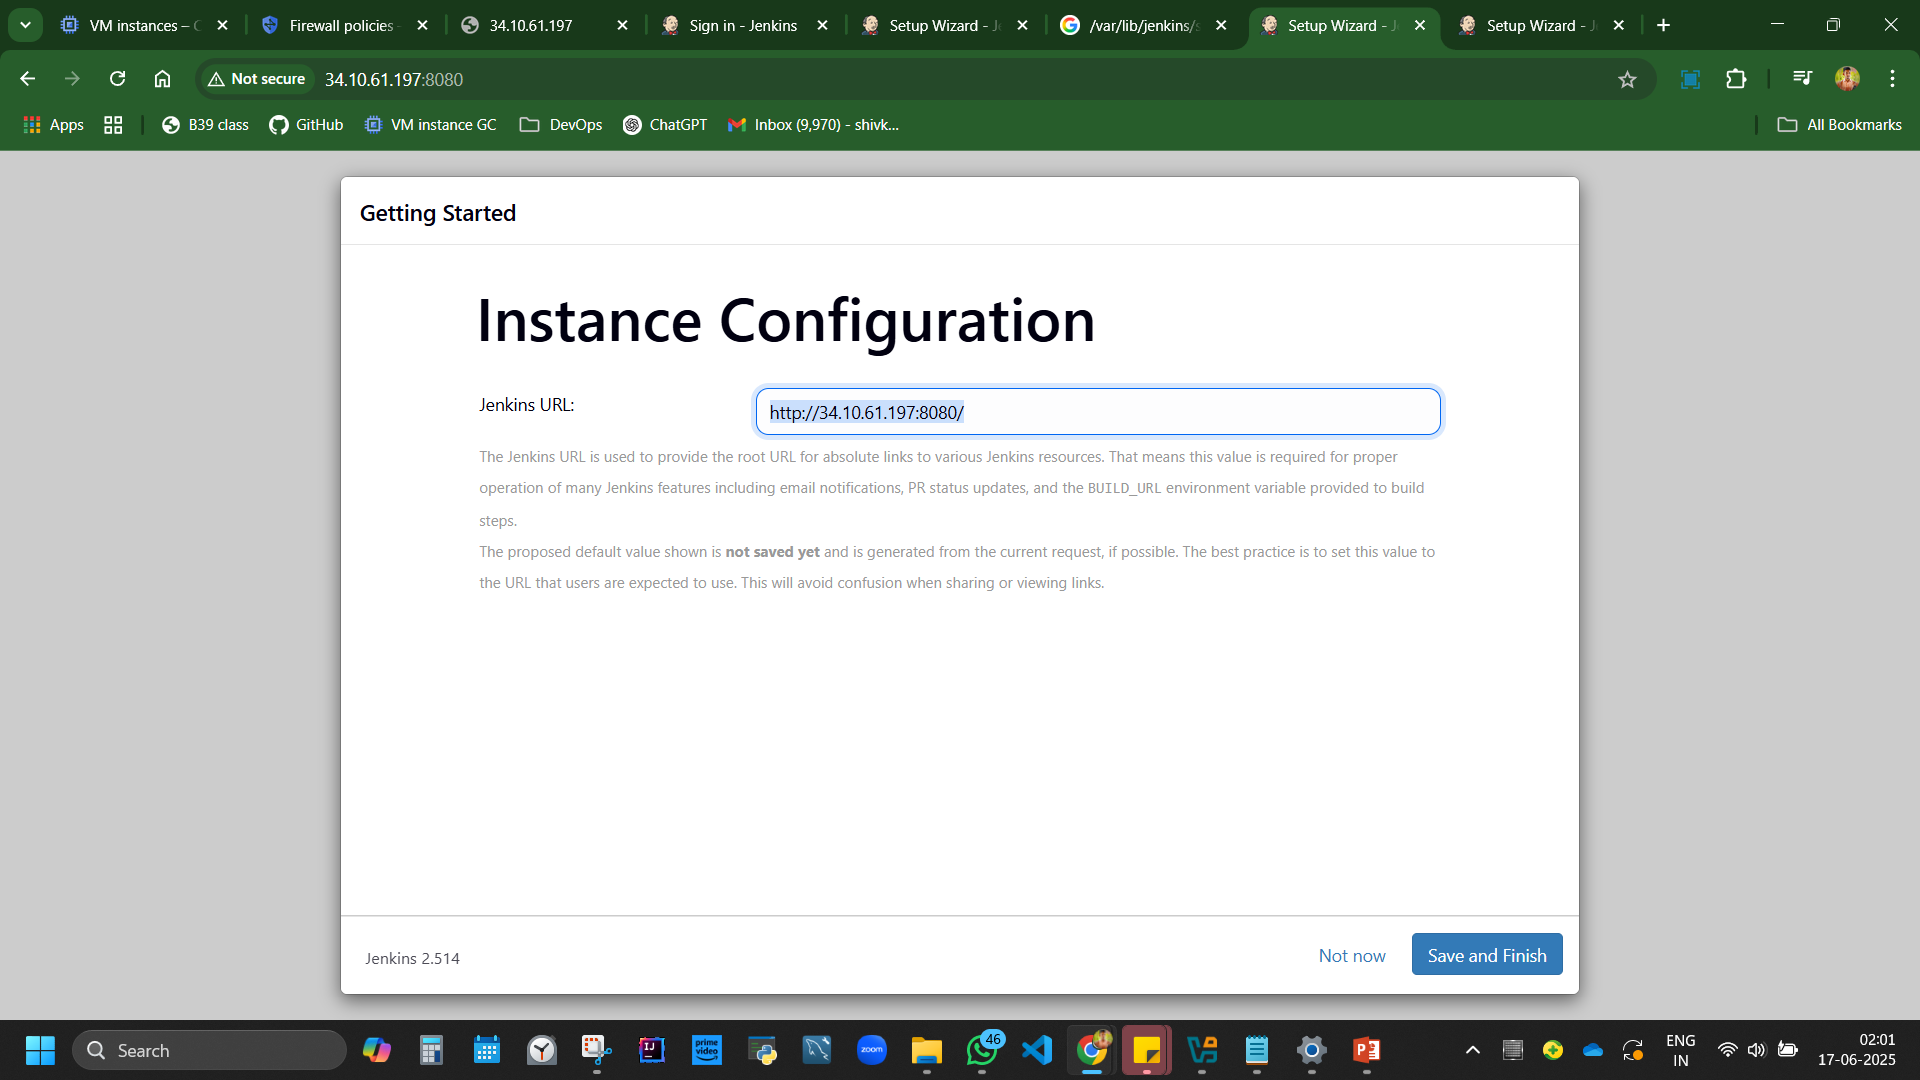 VM instances – C
Firewall policies -
34.10.61.197
Sign in - Jenkins
Setup Wizard - Je
/var/lib/jenkins/s
Setup Wizard - Je
Setup Wizard - Je
Not secure
34.10.61.197:8080
Apps
B39 class
GitHub
VM instance GC
DevOps
ChatGPT
Inbox (9,970) - shivk...
All Bookmarks
Getting Started
Instance Configuration
Jenkins URL:
http://34.10.61.197:8080/
The Jenkins URL is used to provide the root URL for absolute links to various Jenkins resources. That means this value is required for proper
operation of many Jenkins features including email notifications, PR status updates, and the BUILD_URL environment variable provided to build
steps.
The proposed default value shown is not saved yet and is generated from the current request, if possible. The best practice is to set this value to
the URL that users are expected to use. This will avoid confusion when sharing or viewing links.
Jenkins 2.514
Not now
Save and Finish
Search
IJ
prime
video
zoom
46
ENG
IN
02:01
17-06-2025